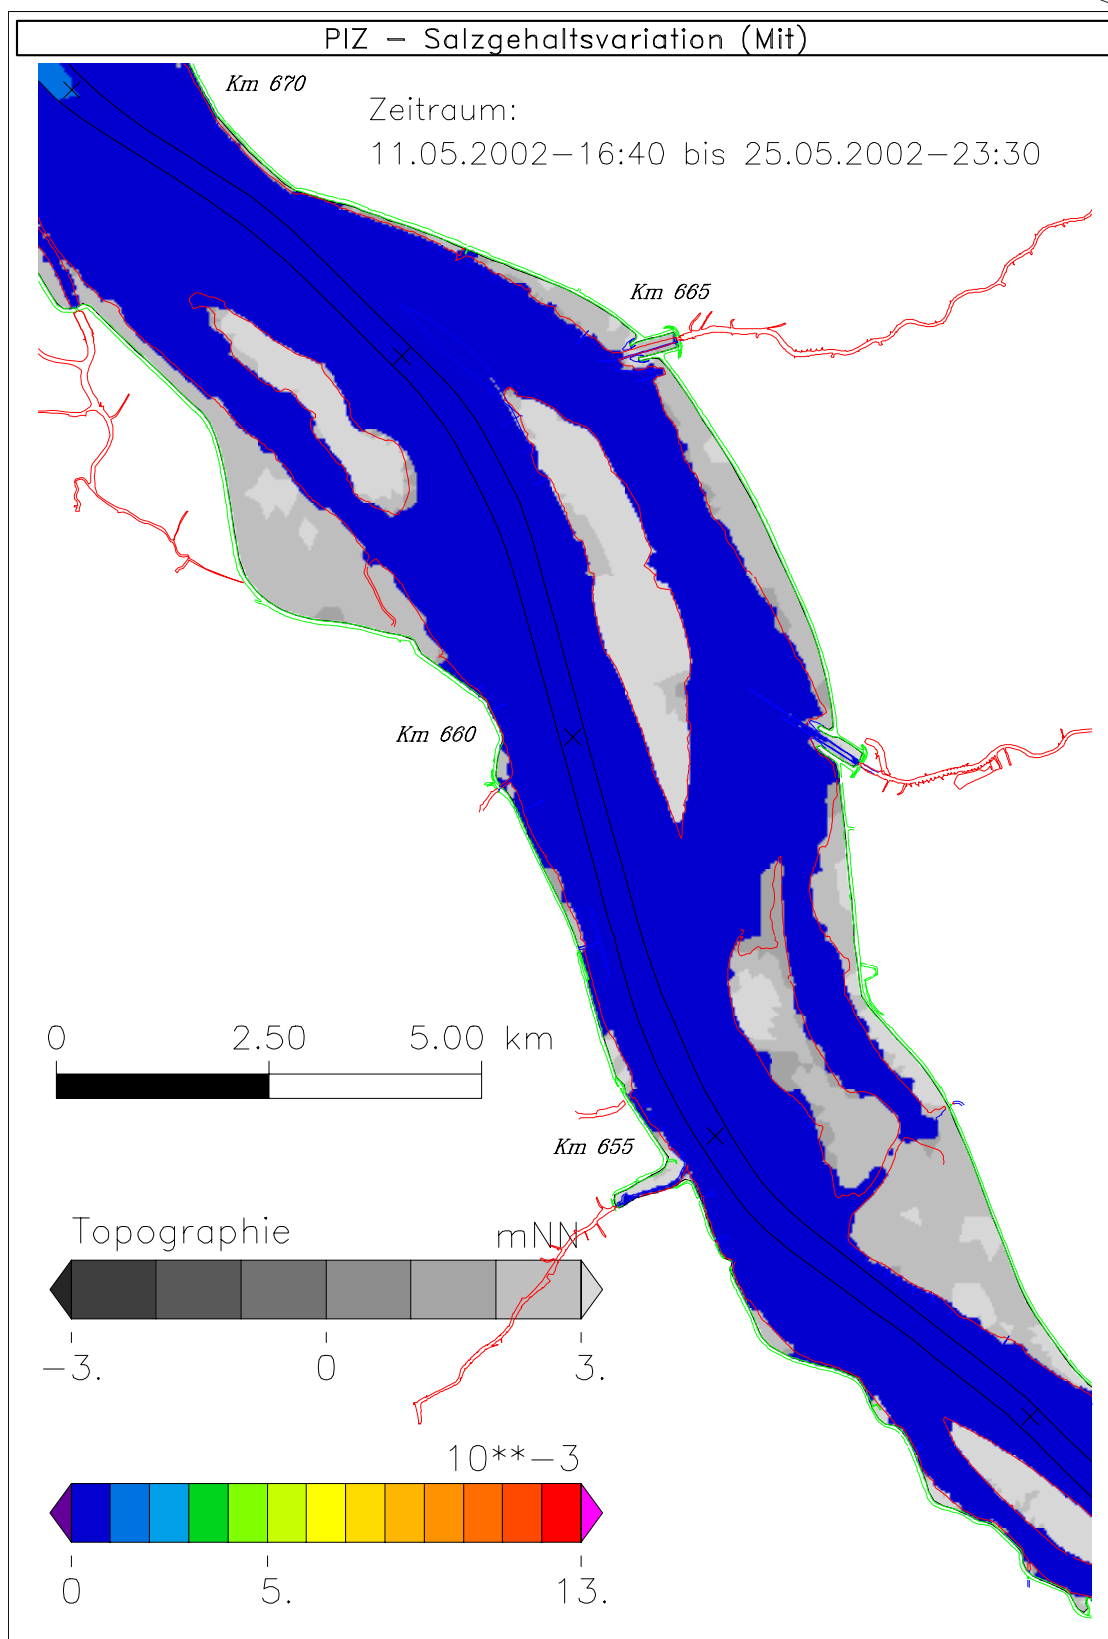 PIZ − Salzgehaltsvariation (Mit)
Km 670
Zeitraum:
11.05.2002−16:40 bis 25.05.2002−23:30
Km 665
Km 660
0 2.50 5.00 km
Km 655
Topographie mNN
−3. 0 3.
10**−3
0 5. 13.